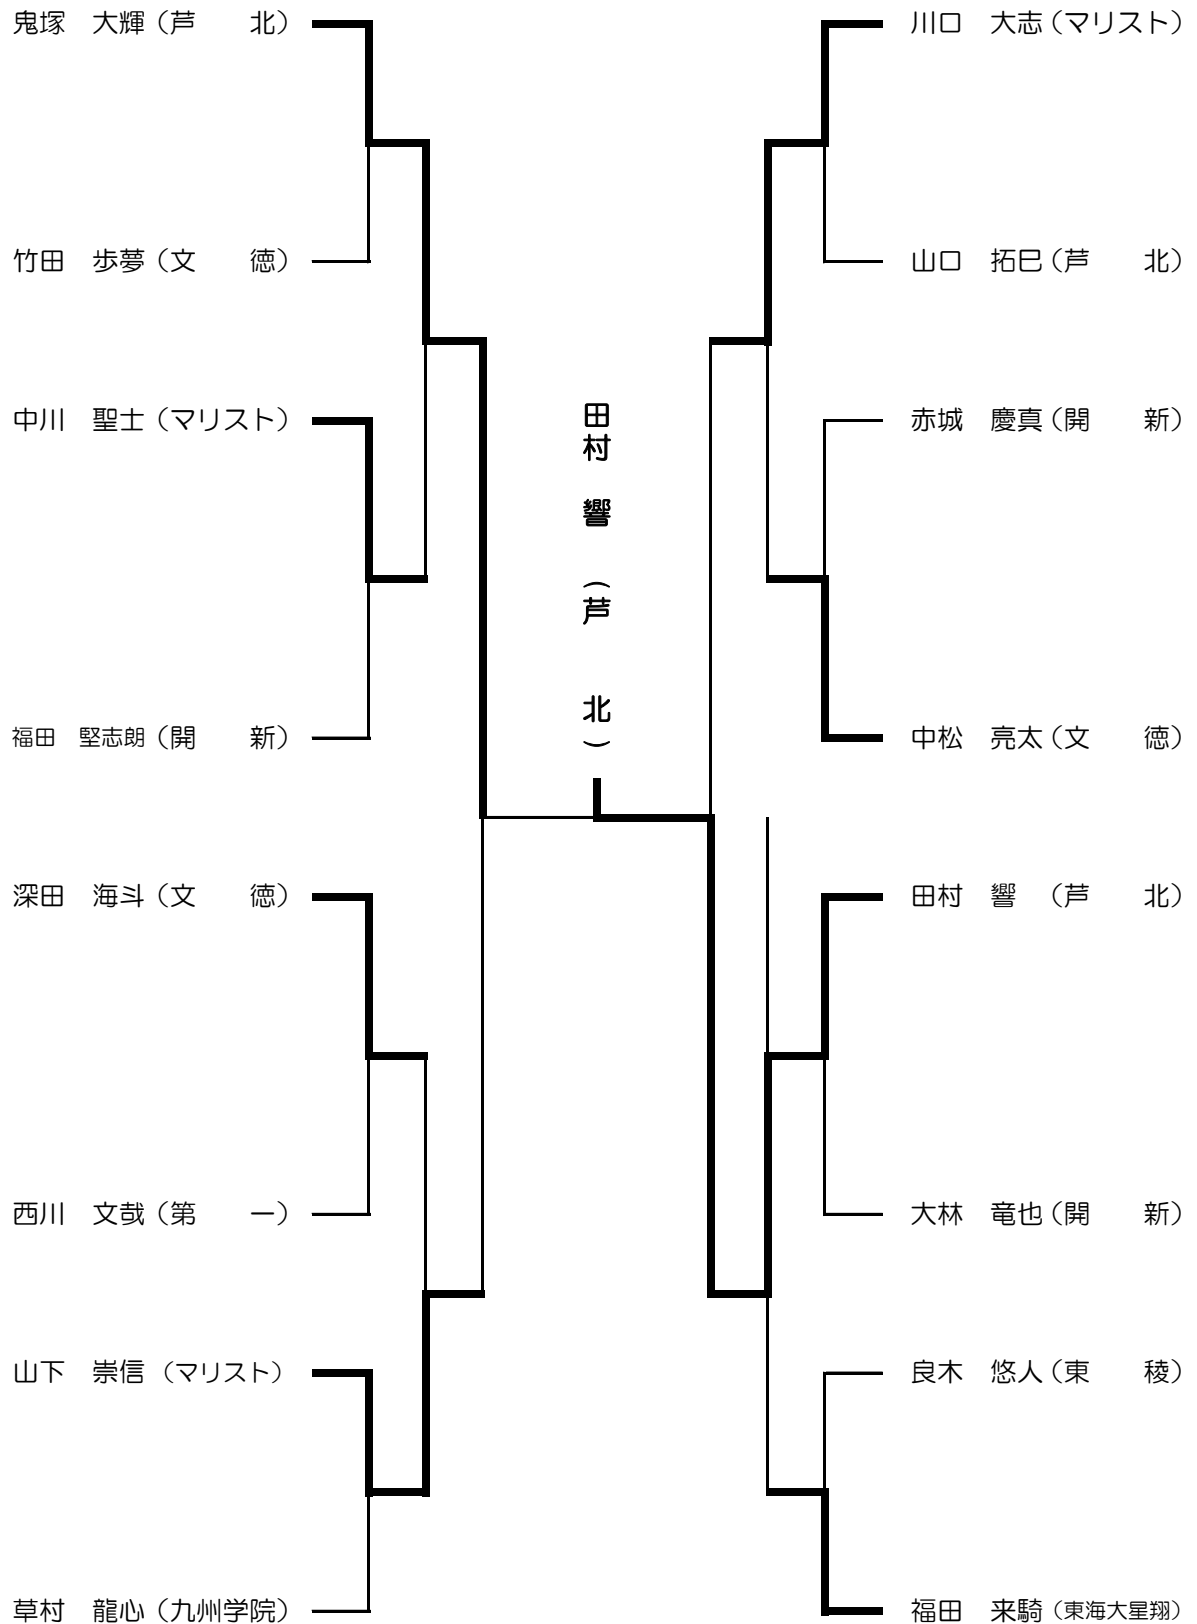 鬼塚　大輝（芦　　北）
竹田　歩夢（文　　徳）
中川　聖士（マリスト）
福田　堅志朗（開　　新）
深田　海斗（文　　徳）
西川　文哉（第　　一）
山下　崇信（マリスト）
草村　龍心（九州学院）
田村　響　（芦　　北）
川口　大志（マリスト）
山口　拓巳（芦　　北）
赤城　慶真（開　　新）
中松　亮太（文　　徳）
田村　響　（芦　　北）
大林　竜也（開　　新）
良木　悠人（東　　稜）
福田　来騎（東海大星翔）